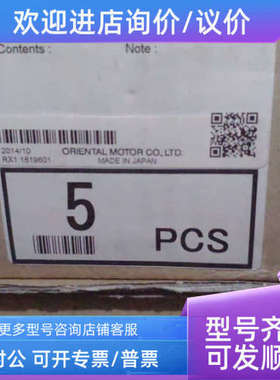 欢迎进店询价/议价
Contents :
Note :
2014/10
ORIENTAL MOTOR CO., LTD.
RX1 1819601
MADE IN JAPAN
5
PCS
更多型号咨询店铺客服
对公 可开专票/普票
型号齐
可发顺